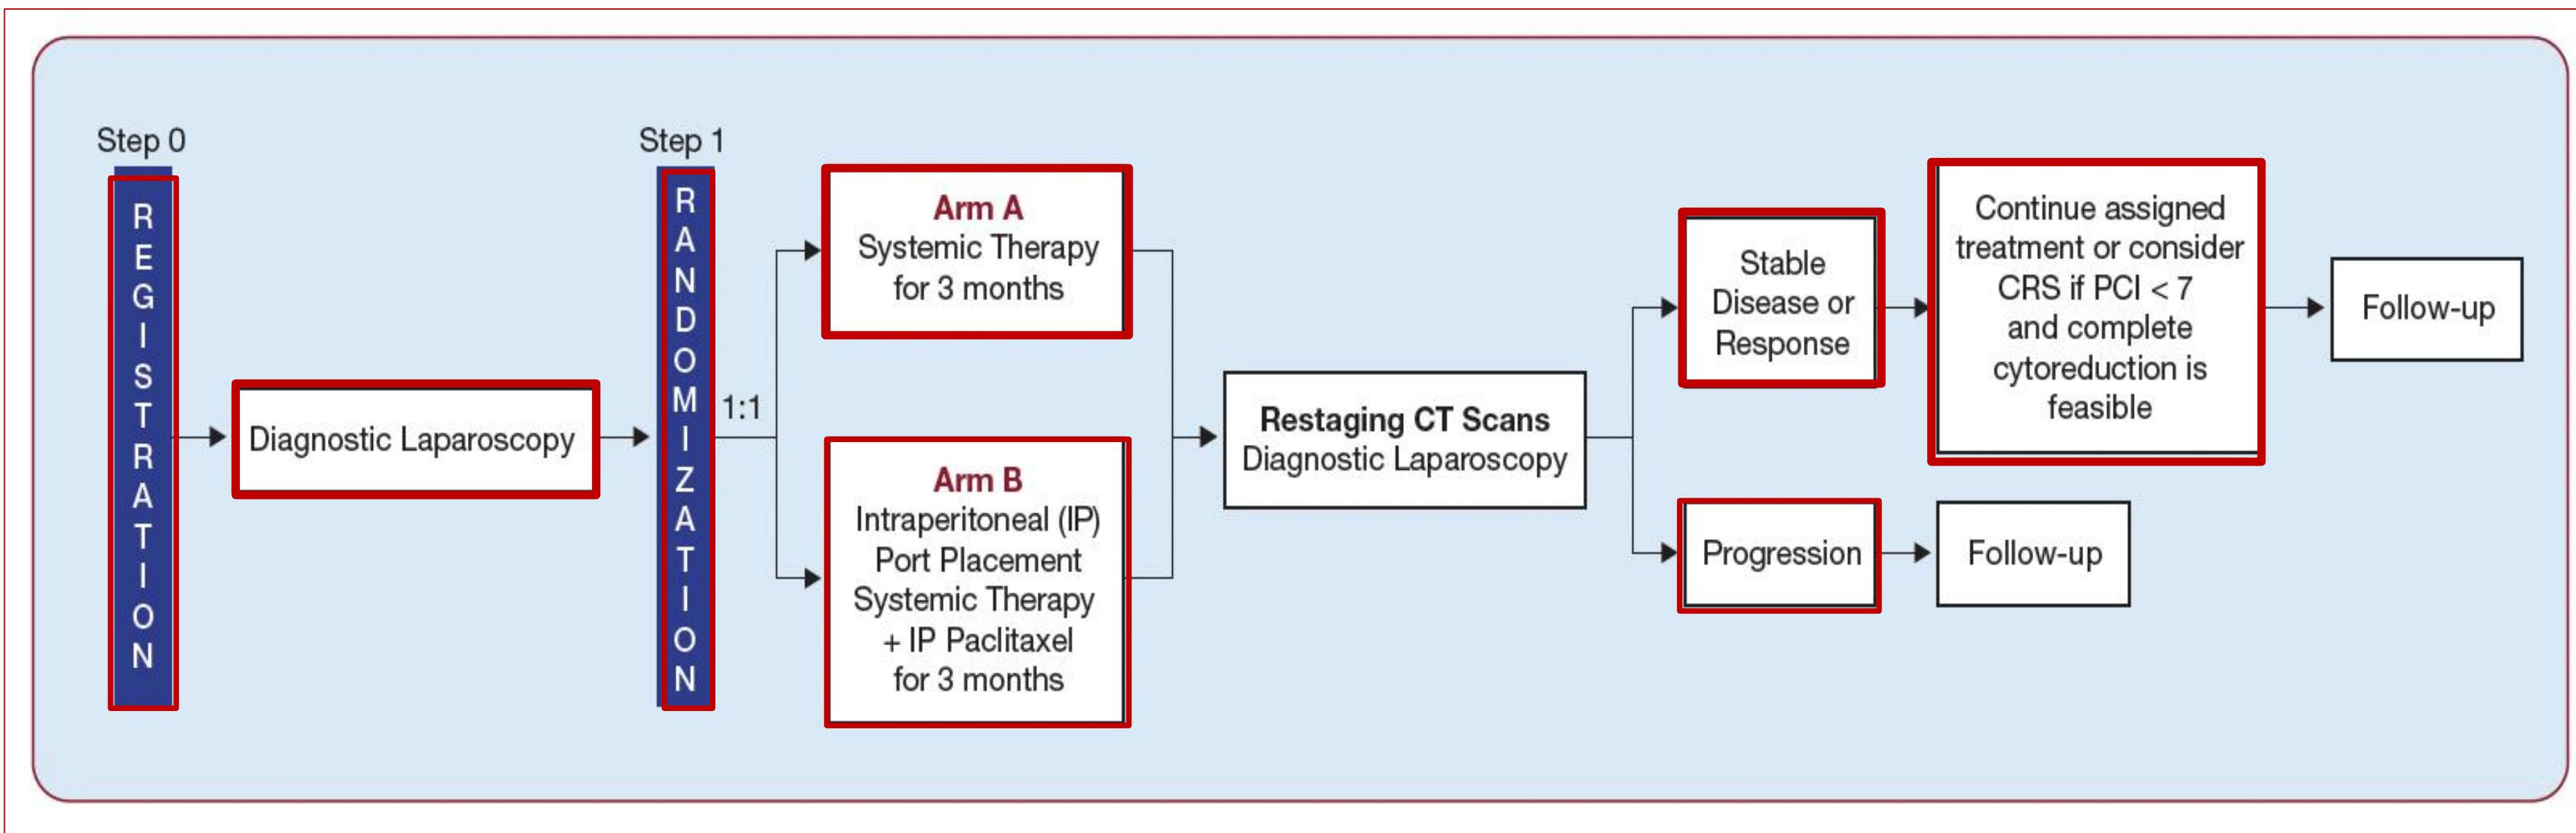 Step 0
REGISTRATION
Diagnostic Laparoscopy
Step 1
RANDOMIZATION
1:1
Arm A
Systemic Therapy
for 3 months
Arm B
Intraperitoneal (IP)
Port Placement
Systemic Therapy
+ IP Paclitaxel
for 3 months
Restaging CT Scans
Diagnostic Laparoscopy
Stable
Disease or
Response
Continue assigned
treatment or consider
CRS if PCI < 7
and complete
cytoreduction is
feasible
Follow-up
Progression
Follow-up